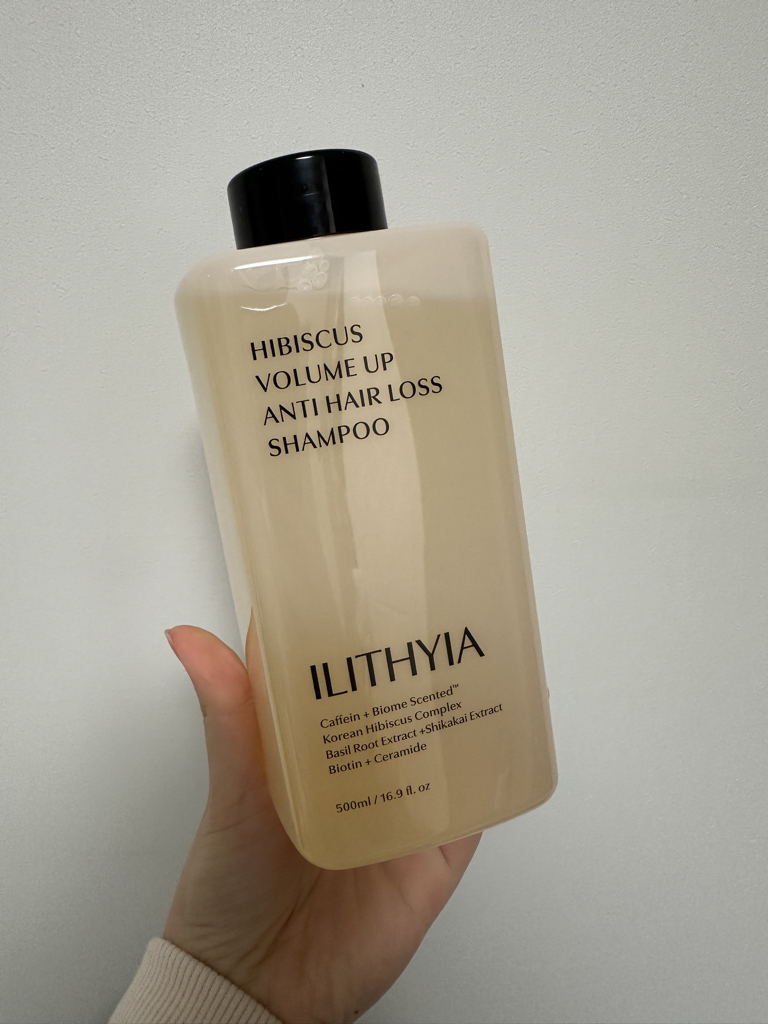 HIBISCUS
VOLUME UP
ANTI HAIR LOSS
SHAMPOO
ILITHYIA
Caffein + Biome Scented™
Korean Hibiscus Complex
Basil Root Extract +Shikakai Extract
Biotin + Ceramide
500ml / 16.9 fl. oz